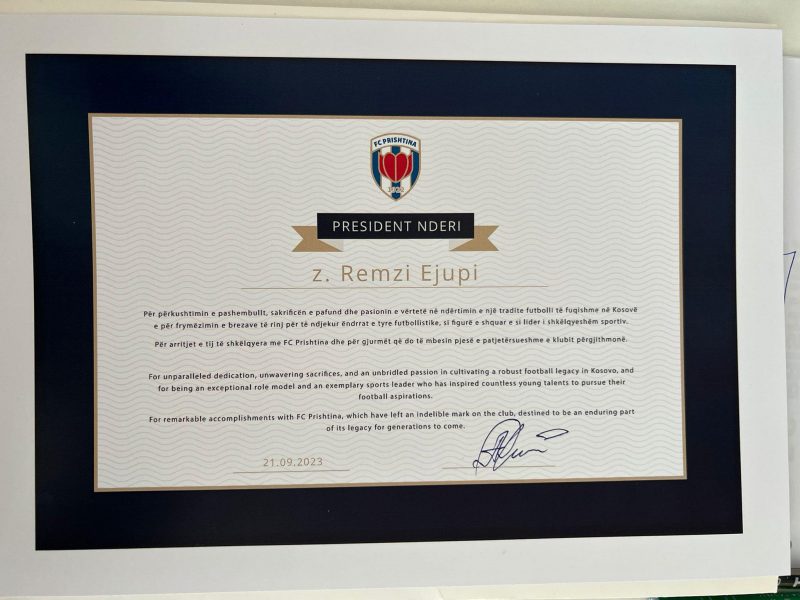 FC PRISHTINA
1922
PRESIDENT NDERI
z. Remzi Ejupi
Për përkushtimin e pashembullt, sakrificën e pafund dhe pasionin e vërtetë në ndërtimin e një tradite futbolli të fuqishme në Kosovë
e për frymëzimin e brezave të rinj për të ndjekur ëndrrat e tyre futbollistike, si figurë e shquar e si lider i shkëlqyeshëm sportiv.
Për arritjet e tij të shkëlqyera me FC Prishtina dhe për gjurmët që do të mbesin pjesë e patjetërsueshme e klubit përgjithmonë.
For unparalleled dedication, unwavering sacrifices, and an unbridled passion in cultivating a robust football legacy in Kosovo, and
for being an exceptional role model and an exemplary sports leader who has inspired countless young talents to pursue their
football aspirations.
For remarkable accomplishments with FC Prishtina, which have left an indelible mark on the club, destined to be an enduring part
of its legacy for generations to come.
21.09.2023